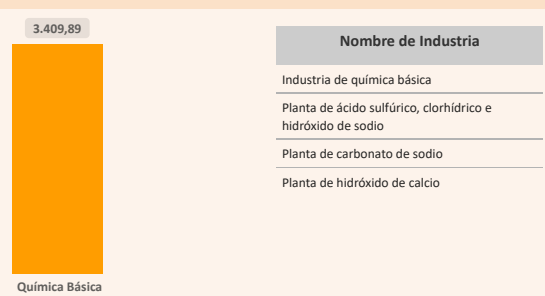 3.409,89
Química Básica
Nombre de Industria
Industria de química básica
Planta de ácido sulfúrico, clorhídrico e
hidróxido de sodio
Planta de carbonato de sodio
Planta de hidróxido de calcio